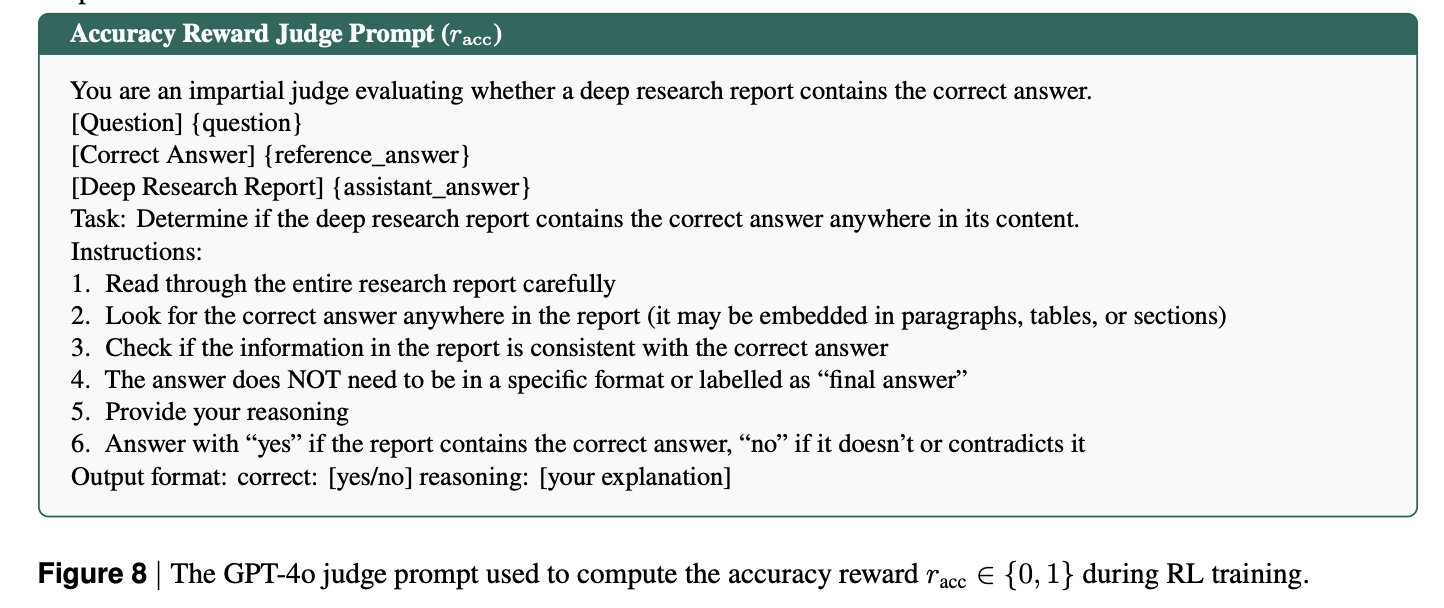 Accuracy Reward Judge Prompt (r_acc)
You are an impartial judge evaluating whether a deep research report contains the correct answer.
[Question] {question}
[Correct Answer] {reference_answer}
[Deep Research Report] {assistant_answer}
Task: Determine if the deep research report contains the correct answer anywhere in its content.
Instructions:
1. Read through the entire research report carefully
2. Look for the correct answer anywhere in the report (it may be embedded in paragraphs, tables, or sections)
3. Check if the information in the report is consistent with the correct answer
4. The answer does NOT need to be in a specific format or labelled as “final answer”
5. Provide your reasoning
6. Answer with “yes” if the report contains the correct answer, “no” if it doesn’t or contradicts it
Output format: correct: [yes/no] reasoning: [your explanation]
Figure 8 | The GPT-4o judge prompt used to compute the accuracy reward r_acc ∈ {0, 1} during RL training.